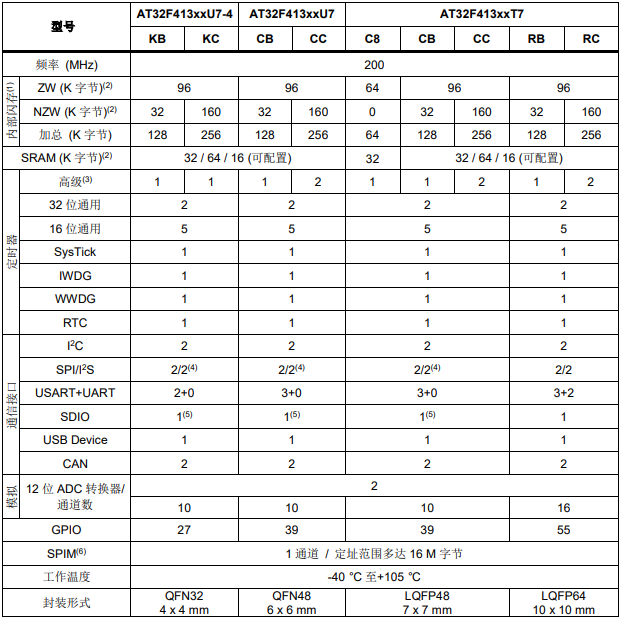 型号 AT32F413xxU7-4 AT32F413xxU7 AT32F413xxT7
KB KC CB CC C8 CB CC RB RC
频率 (MHz) 200
内部闪存(1)
ZW (K 字节)(2) 96 96 64 96 96
NZW (K 字节)(2) 32 160 32 160 0 32 160 32 160
加总 (K 字节) 128 256 128 256 64 128 256 128 256
SRAM (K 字节)(2) 32 / 64 / 16 (可配置) 32 32 / 64 / 16 (可配置)
定时器
高级(3) 1 1 1 2 1 1 2 1 2
32 位通用 2 2 2 2
16 位通用 5 5 5 5
SysTick 1 1 1 1
IWDG 1 1 1 1
WWDG 1 1 1 1
RTC 1 1 1 1
通信接口
I2C 2 2 2 2
SPI/I2S 2/2(4) 2/2(4) 2/2(4) 2/2
USART+UART 2+0 3+0 3+0 3+2
SDIO 1(5) 1(5) 1(5) 1
USB Device 1 1 1 1
CAN 2 2 2 2
模拟
12 位 ADC 转换器/ 2
通道数 10 10 10 16
GPIO 27 39 39 55
SPIM(6) 1 通道 / 定址范围多达 16 M 字节
工作温度 -40 ℃ 至+105 ℃
封装形式 QFN32 QFN48 LQFP48 LQFP64
4 x 4 mm 6 x 6 mm 7 x 7 mm 10 x 10 mm